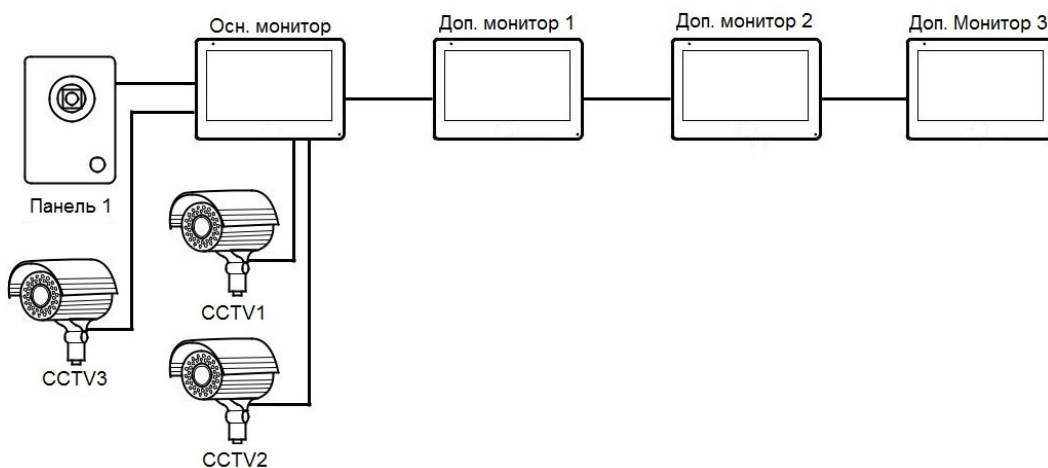 Осн. монитор
Доп. монитор 1
Доп. монитор 2
Доп. Монитор 3
Панель 1
CCTV1
CCTV3
CCTV2